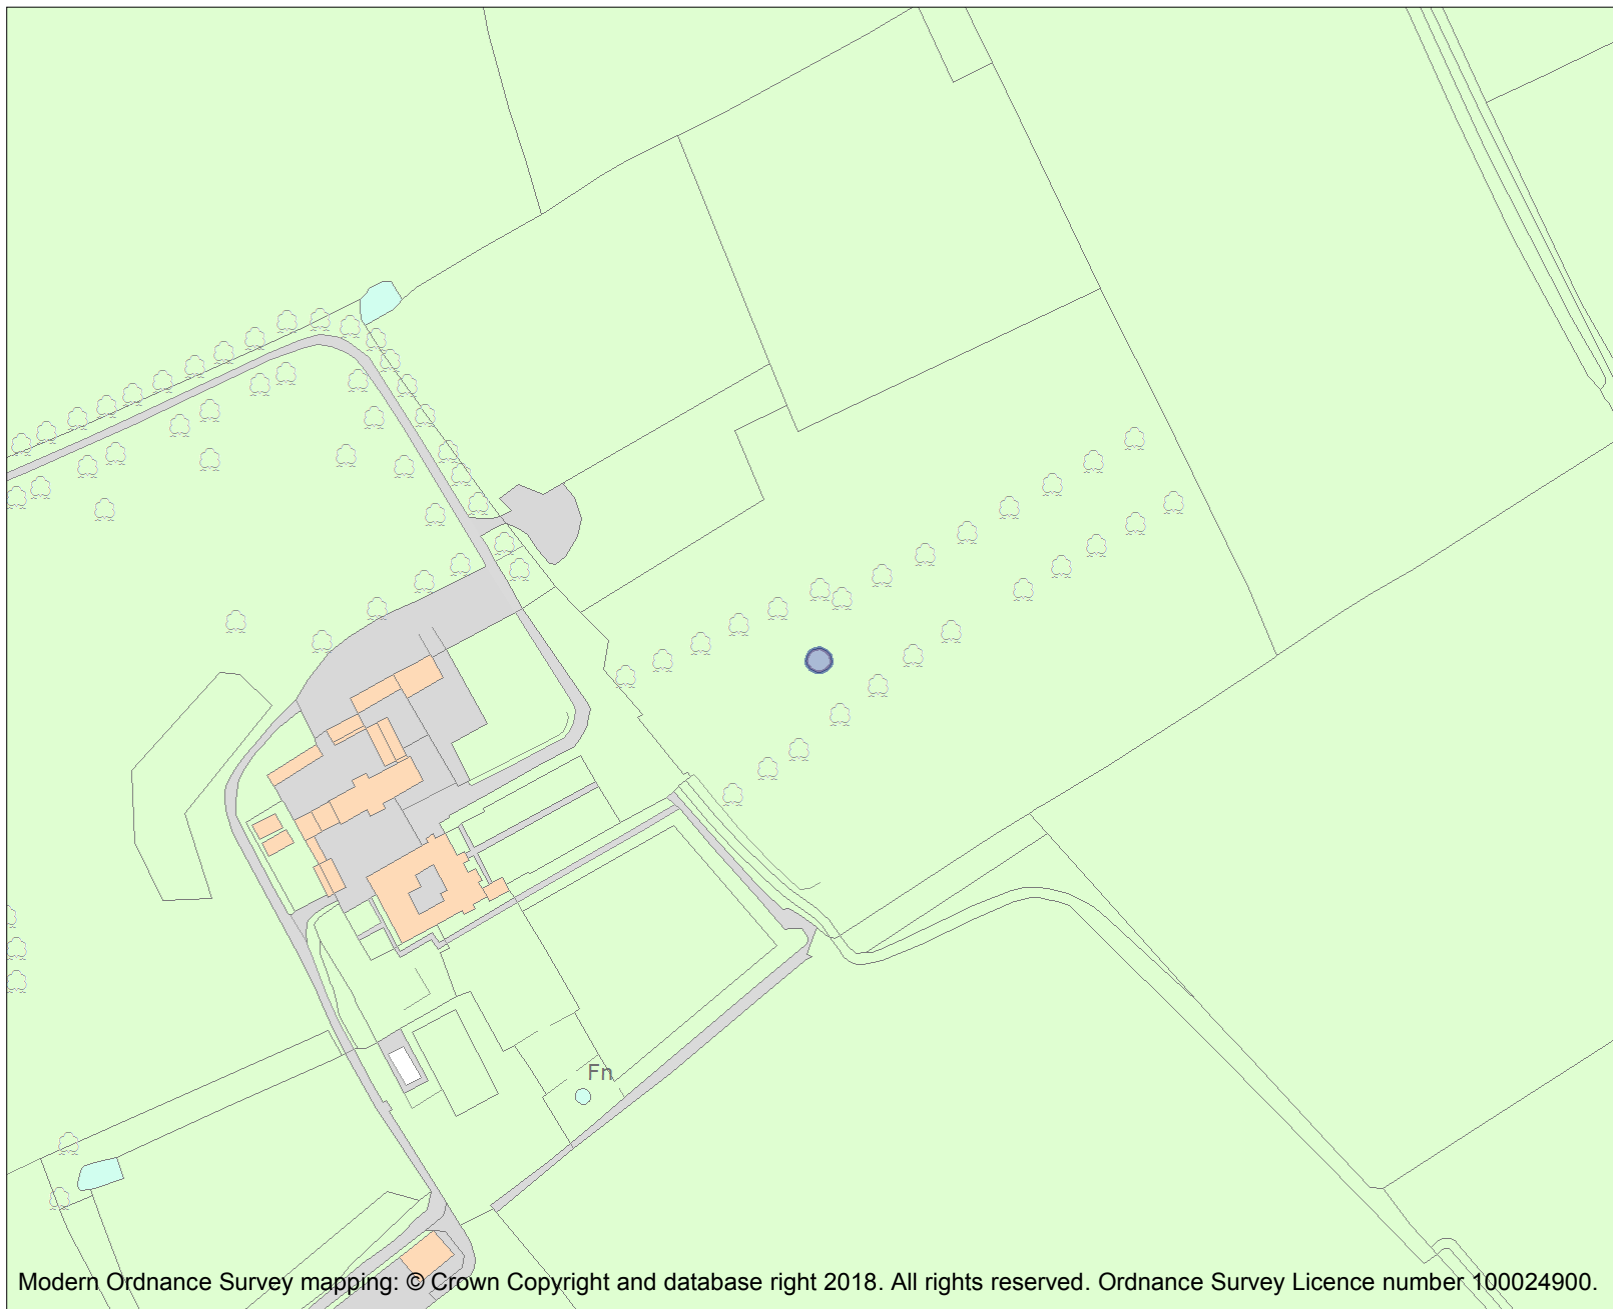 Fn
Modern Ordnance Survey mapping: © Crown Copyright and database right 2018. All rights reserved. Ordnance Survey Licence number 100024900.